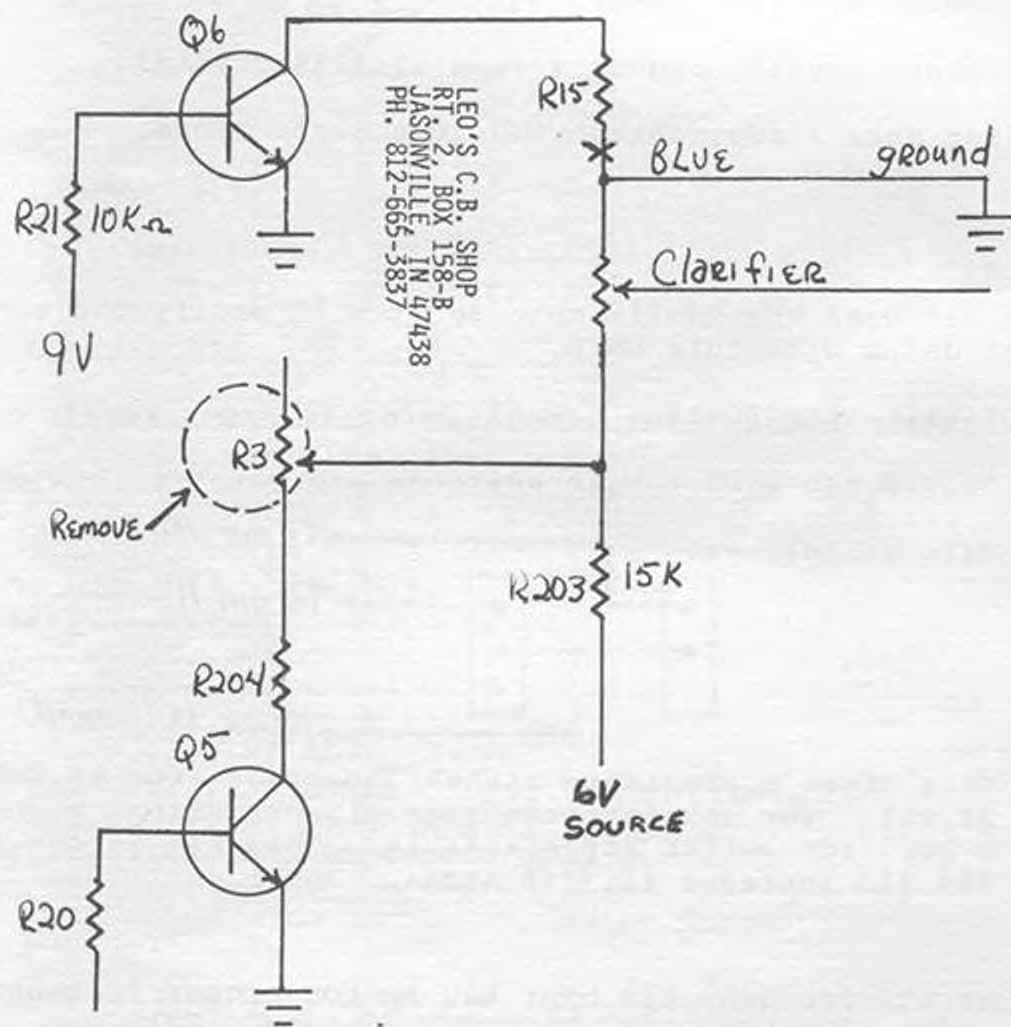 Q6
R15
LEO'S C.B. SHOP
RT. 2, BOX 158-B
JASONVILLE, IN 47438
PH. 812-665-3837
BLUE
ground
R21 10KΩ
Clarifier
9V
R3
Remove
R203 15K
R204
Q5
6V
SOURCE
R20